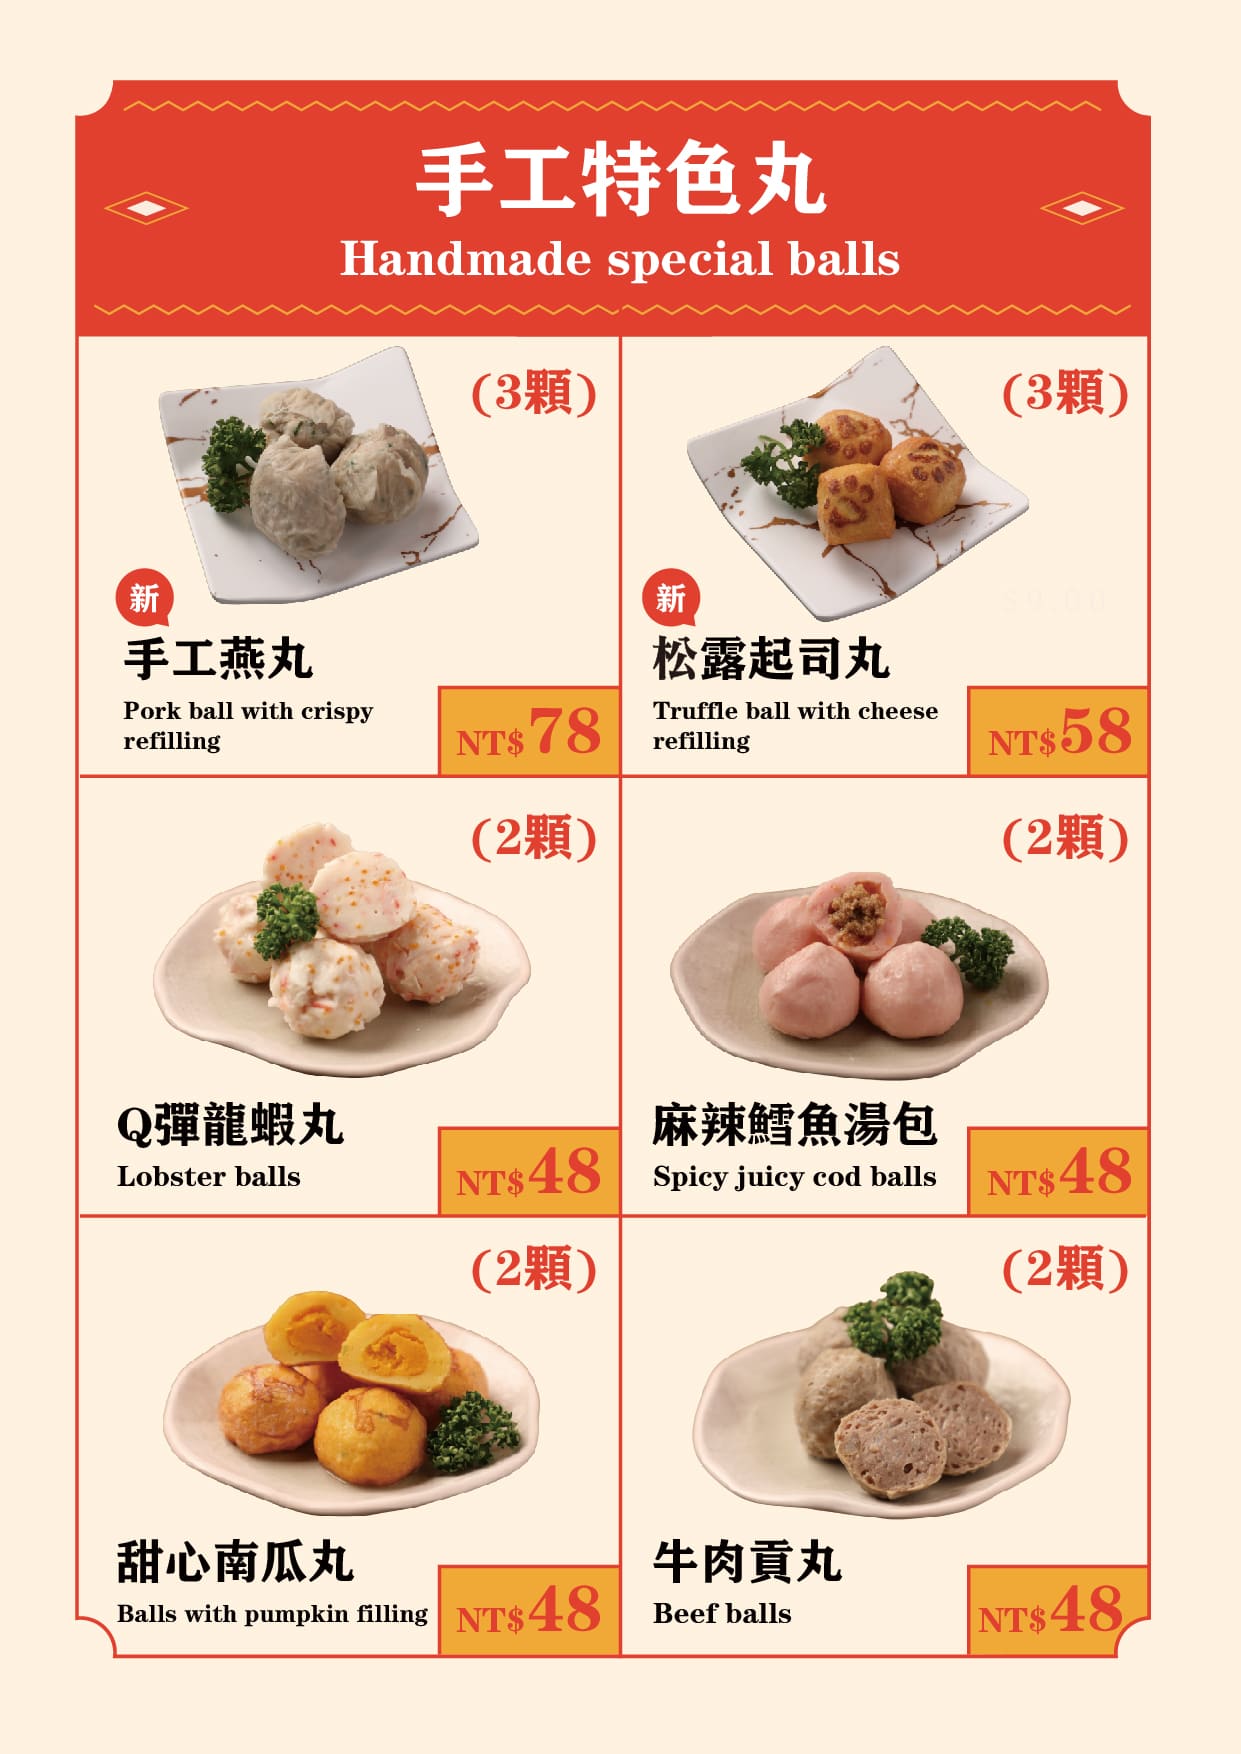 手工特色丸
Handmade special balls
(3顆)
新
手工燕丸
Pork ball with crispy
refilling
NT$78
(3顆)
$9.00
新
松露起司丸
Truffle ball with cheese
refilling
NT$58
(2顆)
Q彈龍蝦丸
Lobster balls
NT$48
(2顆)
麻辣鱈魚湯包
Spicy juicy cod balls
NT$48
(2顆)
甜心南瓜丸
Balls with pumpkin filling
NT$48
(2顆)
牛肉貢丸
Beef balls
NT$48